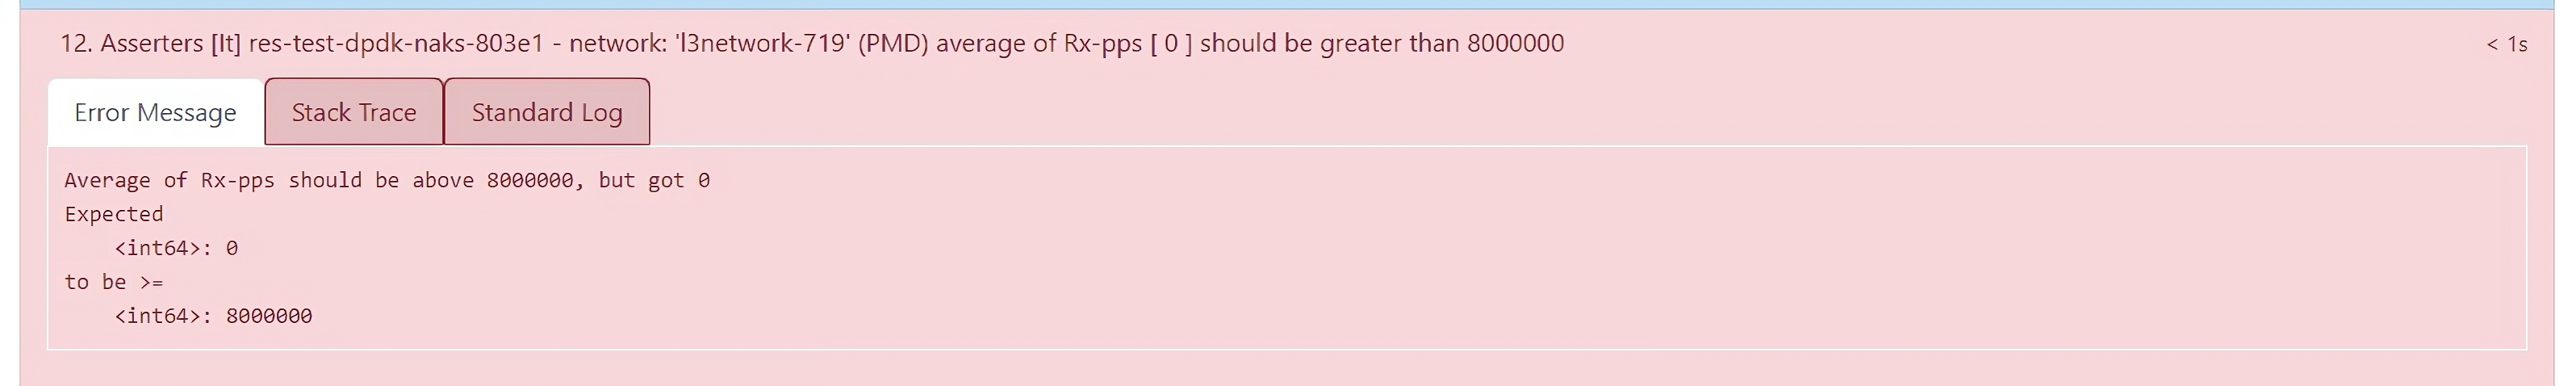 12. Asserters [It] res-test-dpdk-naks-803e1 - network: 'l3network-719' (PMD) average of Rx-pps [ 0 ] should be greater than 8000000 < 1s
Error Message Stack Trace Standard Log
Average of Rx-pps should be above 8000000, but got 0
Expected
    <int64>: 0
to be >=
    <int64>: 8000000